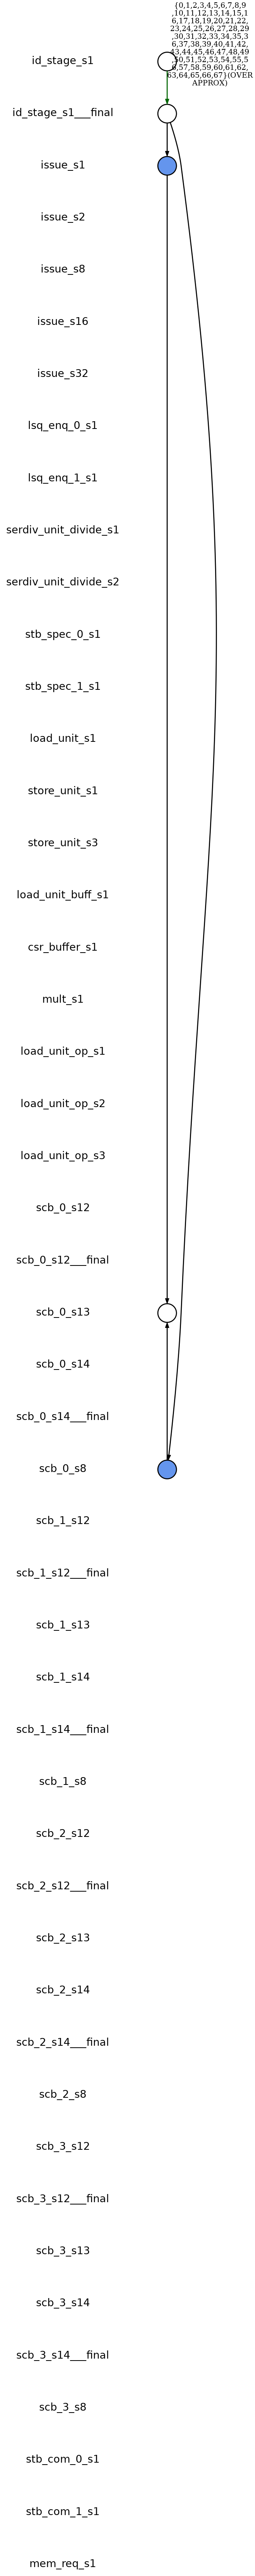 {0,1,2,3,4,5,6,7,8,9
,10,11,12,13,14,15,1
6,17,18,19,20,21,22,
23,24,25,26,27,28,29
,30,31,32,33,34,35,3
6,37,38,39,40,41,42,
43,44,45,46,47,48,49
,50,51,52,53,54,55,5
6,57,58,59,60,61,62,
63,64,65,66,67}(OVER
APPROX)
id_stage_s1
id_stage_s1___final
issue_s1
issue_s2
issue_s8
issue_s16
issue_s32
lsq_enq_0_s1
lsq_enq_1_s1
serdiv_unit_divide_s1
serdiv_unit_divide_s2
stb_spec_0_s1
stb_spec_1_s1
load_unit_s1
store_unit_s1
store_unit_s3
load_unit_buff_s1
csr_buffer_s1
mult_s1
load_unit_op_s1
load_unit_op_s2
load_unit_op_s3
scb_0_s12
scb_0_s12___final
scb_0_s13
scb_0_s14
scb_0_s14___final
scb_0_s8
scb_1_s12
scb_1_s12___final
scb_1_s13
scb_1_s14
scb_1_s14___final
scb_1_s8
scb_2_s12
scb_2_s12___final
scb_2_s13
scb_2_s14
scb_2_s14___final
scb_2_s8
scb_3_s12
scb_3_s12___final
scb_3_s13
scb_3_s14
scb_3_s14___final
scb_3_s8
stb_com_0_s1
stb_com_1_s1
mem_req_s1